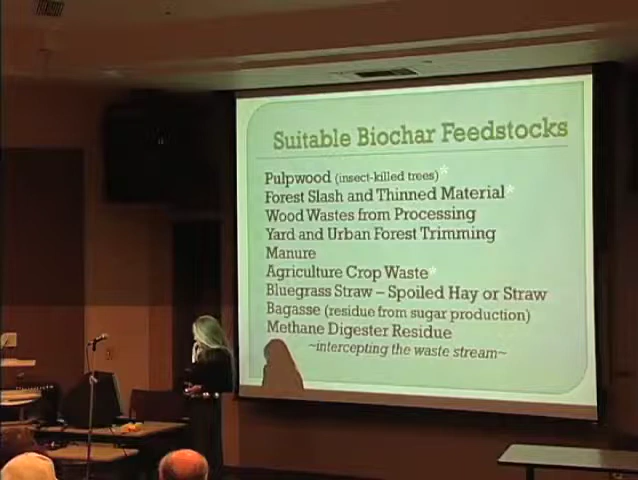 Suitable Biochar Feedstocks
Pulpwood (insect-killed trees)*
Forest Slash and Thinned Material*
Wood Wastes from Processing
Yard and Urban Forest Trimming
Manure
Agriculture Crop Waste*
Bluegrass Straw – Spoiled Hay or Straw
Bagasse (residue from sugar production)
Methane Digester Residue
~intercepting the waste stream~